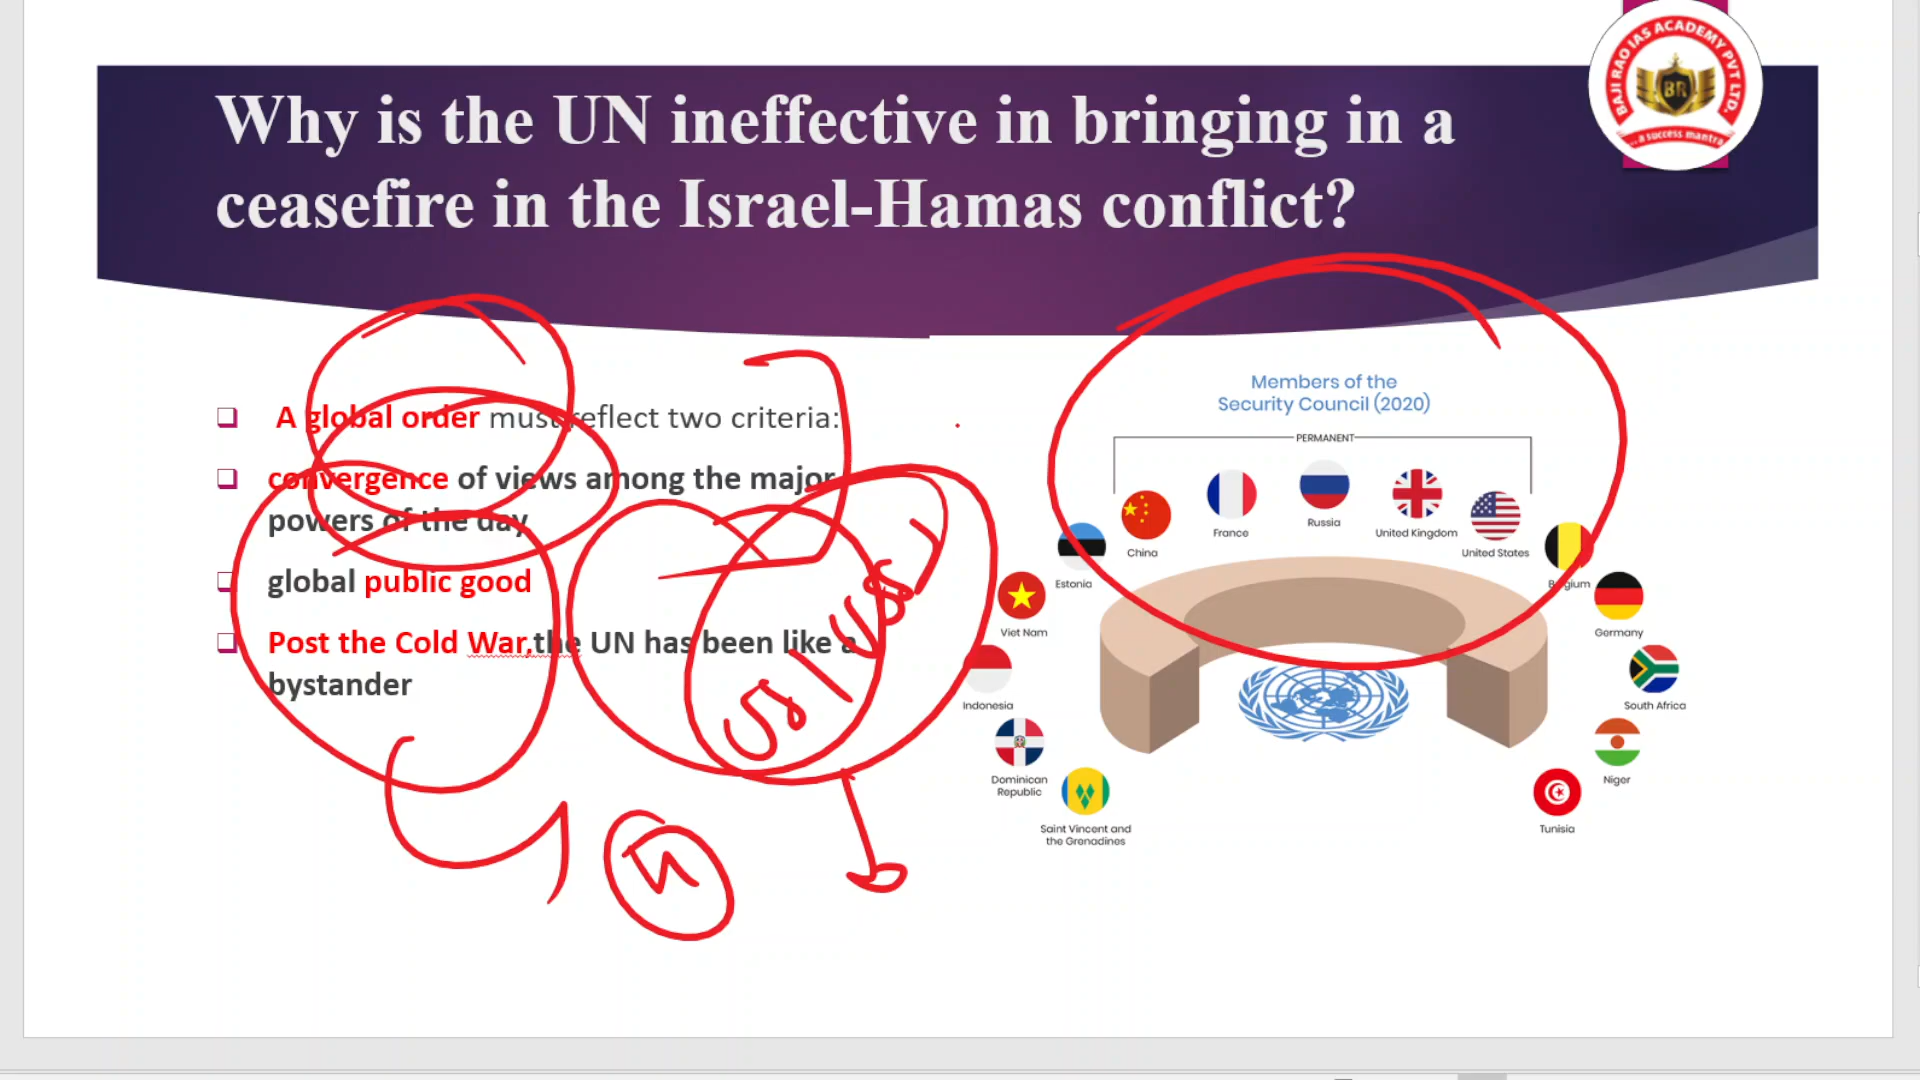 Why is the UN ineffective in bringing in a
ceasefire in the Israel-Hamas conflict?
BAJI RAO IAS ACADEMY PVT LTD.
BR
...a success mantra
A global order must reflect two criteria:
convergence of views among the major
powers of the day
global public good
Post the Cold War,the UN has been like a
bystander
Members of the
Security Council (2020)
PERMANENT
China
France
Russia
United Kingdom
United States
Estonia
Belgium
Viet Nam
Germany
Indonesia
South Africa
Dominican
Republic
Niger
Saint Vincent and
the Grenadines
Tunisia